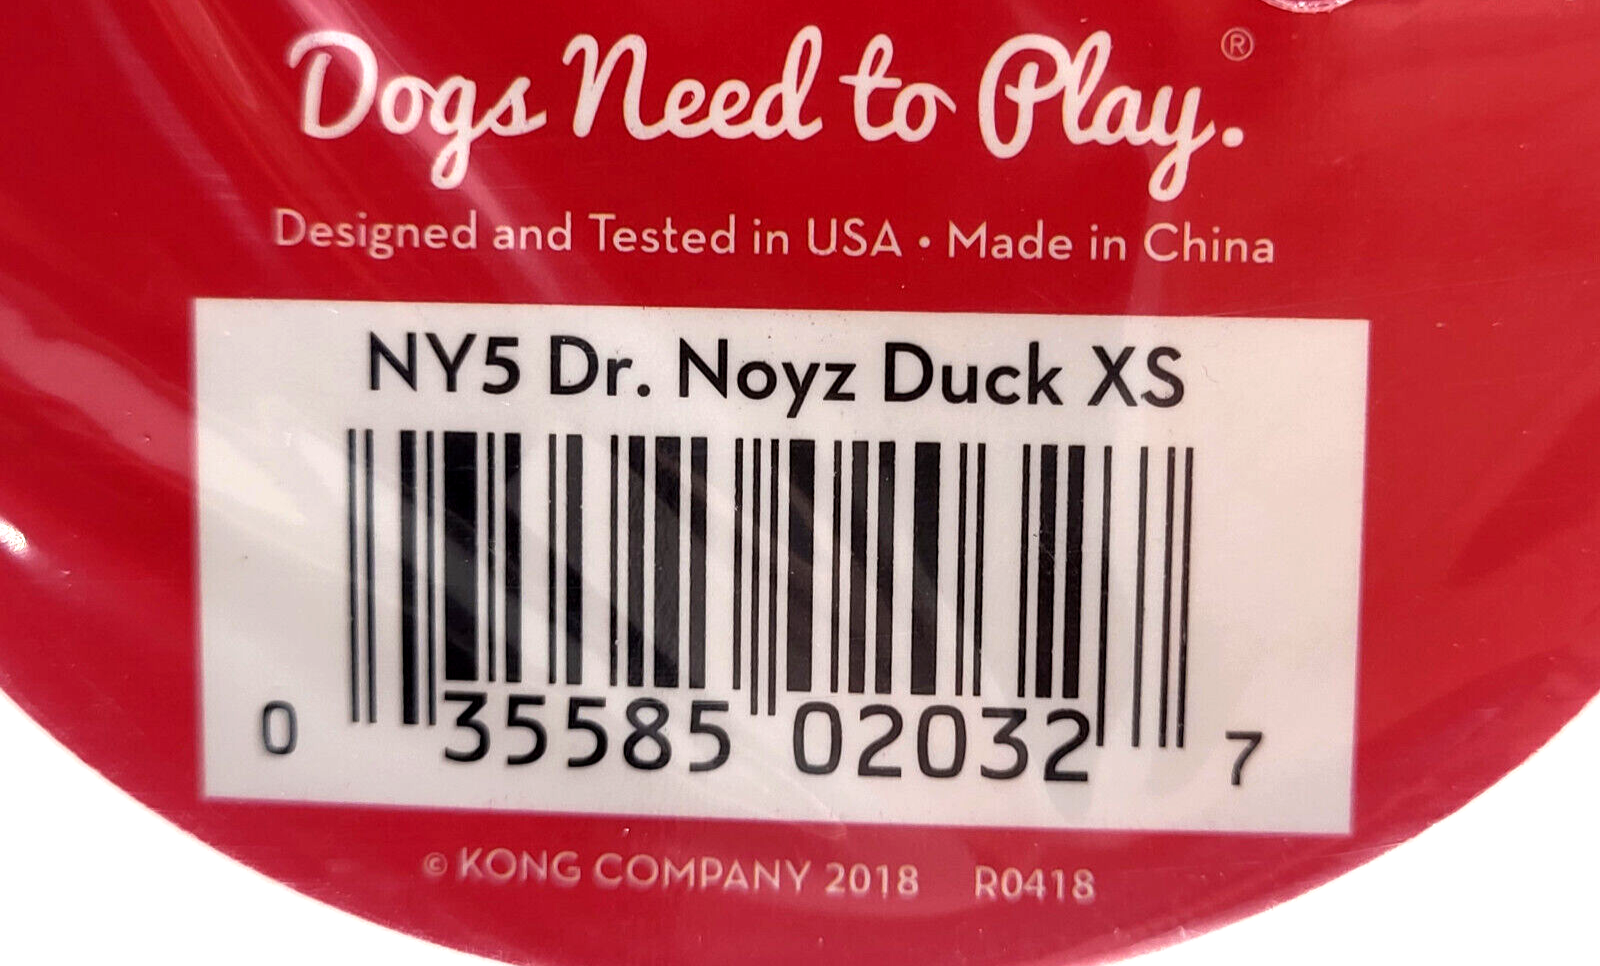 Dogs Need to Play.®
Designed and Tested in USA • Made in China
NY5 Dr. Noyz Duck XS
0 35585 02032 7
© KONG COMPANY 2018 R0418